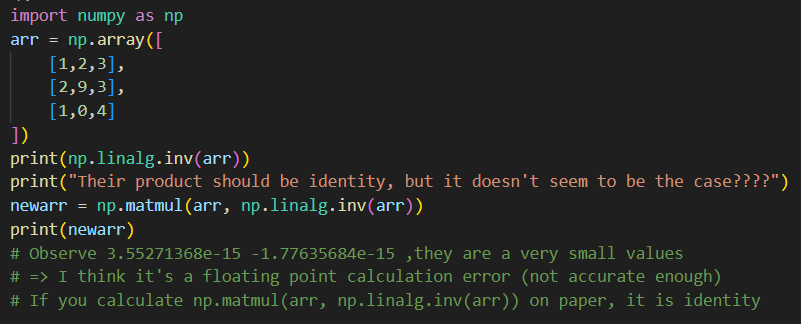 import numpy as np
arr = np.array([
    [1,2,3],
    [2,9,3],
    [1,0,4]
])
print(np.linalg.inv(arr))
print("Their product should be identity, but it doesn't seem to be the case????")
newarr = np.matmul(arr, np.linalg.inv(arr))
print(newarr)
# Observe 3.55271368e-15 -1.77635684e-15 ,they are a very small values
# => I think it's a floating point calculation error (not accurate enough)
# If you calculate np.matmul(arr, np.linalg.inv(arr)) on paper, it is identity